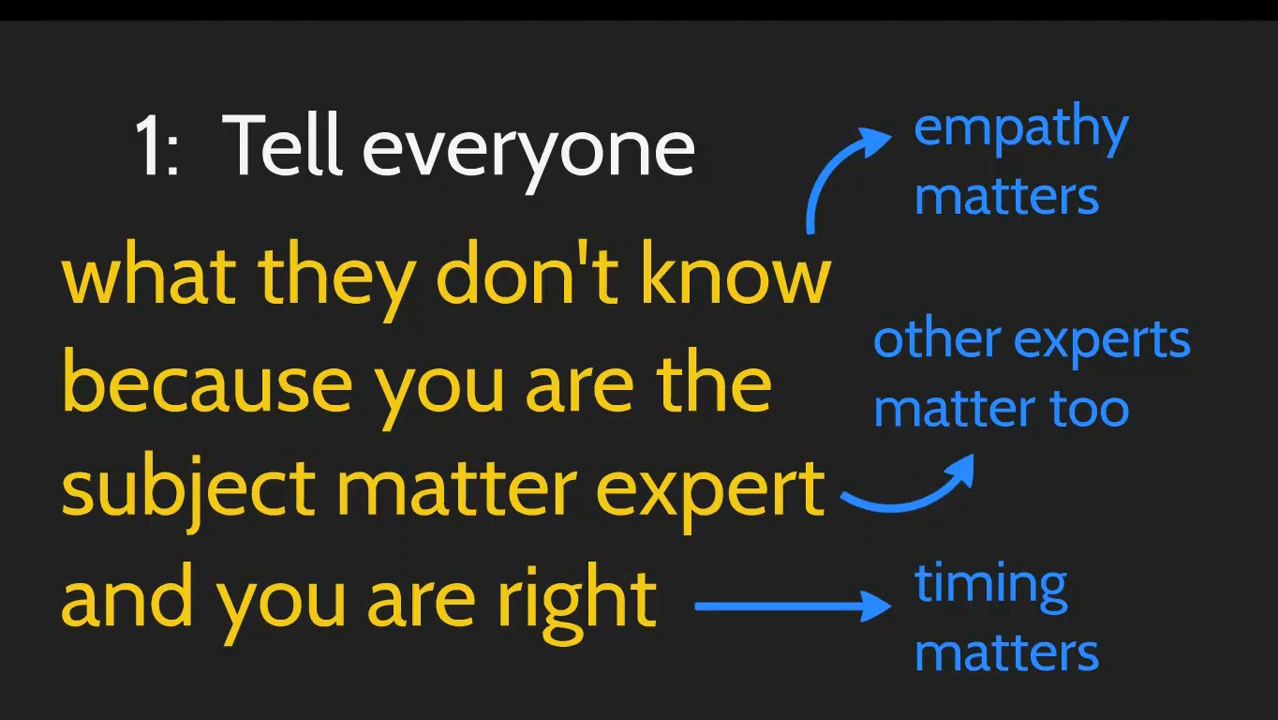 1: Tell everyone
what they don't know
because you are the
subject matter expert
and you are right
empathy
matters
other experts
matter too
timing
matters